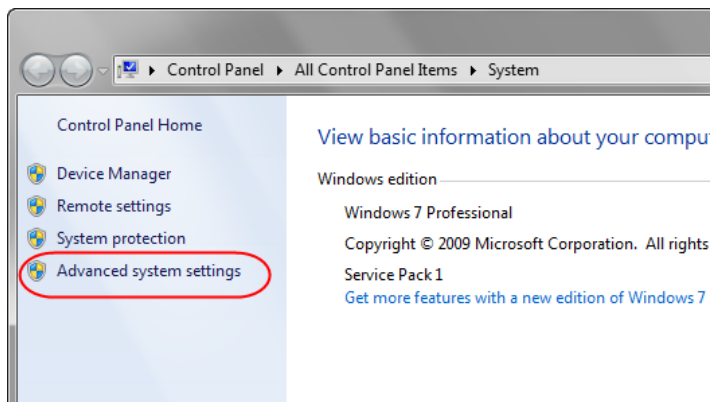 Control Panel All Control Panel Items System
Control Panel Home
Device Manager
Remote settings
System protection
Advanced system settings
View basic information about your
Windows edition
Windows 7 Professional
Copyright © 2009 Microsoft Corporation. All rights
Service Pack 1
Get more features with a new edition of Windows 7